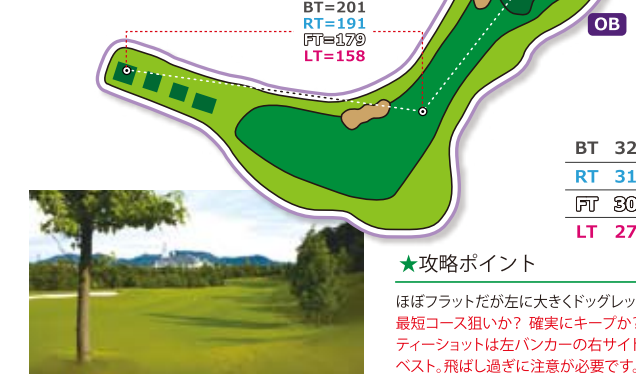 BT=201
RT=191
FT=179
LT=158
OB
BT 32
RT 31
FT 30
LT 27
★攻略ポイント
ほぼフラットだが左に大きくドッグレッ
最短コース狙いか? 確実にキープか?
ティーショットは左バンカーの右サイド
ベスト。飛ばし過ぎに注意が必要です。